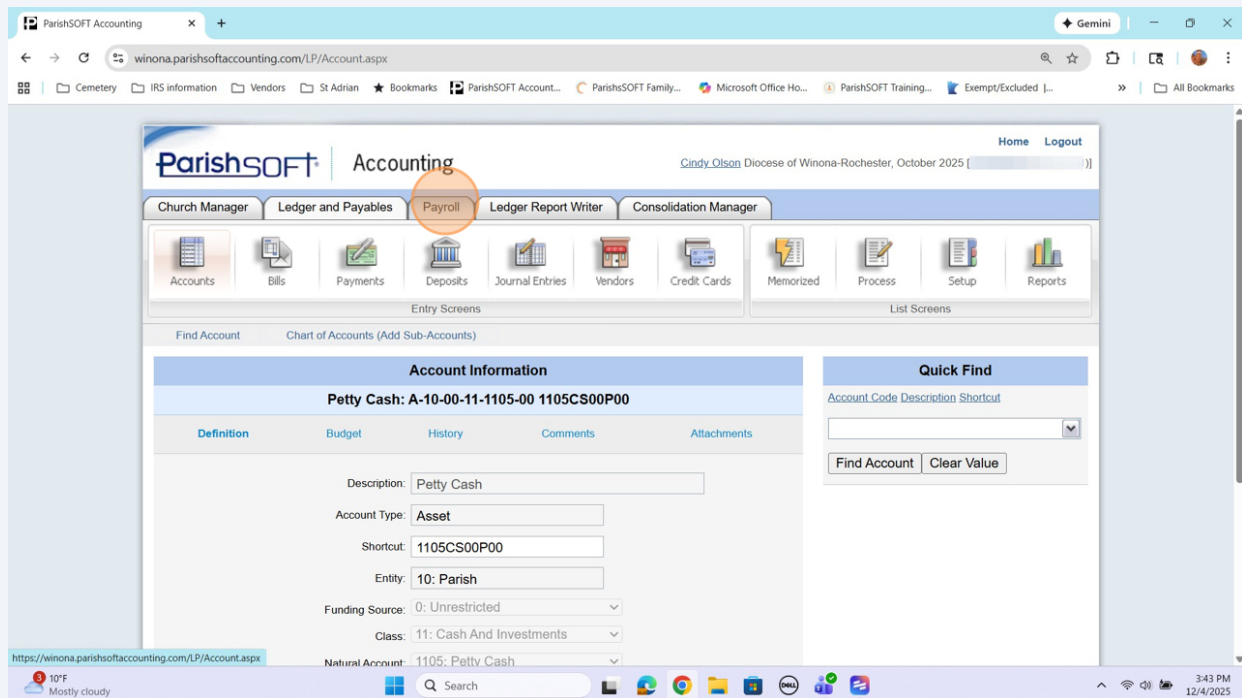 ParishSOFT Accounting
Gemini
winona.parishsoftaccounting.com/LP/Account.aspx
Cemetery IRS information Vendors St Adrian Bookmarks ParishSOFT Account... ParishsSOFT Family... Microsoft Office Ho... ParishSOFT Training... Exempt/Excluded |... » All Bookmarks
Home Logout
ParishSOFT Accounting
Cindy Olson Diocese of Winona-Rochester, October 2025 [ )]
Church Manager Ledger and Payables Payroll Ledger Report Writer Consolidation Manager
Accounts Bills Payments Deposits Journal Entries Vendors Credit Cards Memorized Process Setup Reports
Entry Screens List Screens
Find Account Chart of Accounts (Add Sub-Accounts)
Account Information Quick Find
Petty Cash: A-10-00-11-1105-00 1105CS00P00
Account Code Description Shortcut
Definition Budget History Comments Attachments
Find Account Clear Value
Description: Petty Cash
Account Type: Asset
Shortcut: 1105CS00P00
Entity: 10: Parish
Funding Source: 0: Unrestricted
Class: 11: Cash And Investments
Natural Account: 1105: Petty Cash
https://winona.parishsoftaccounting.com/LP/Account.aspx
3 10°F
Mostly cloudy
Search
DELL
3:43 PM
12/4/2025